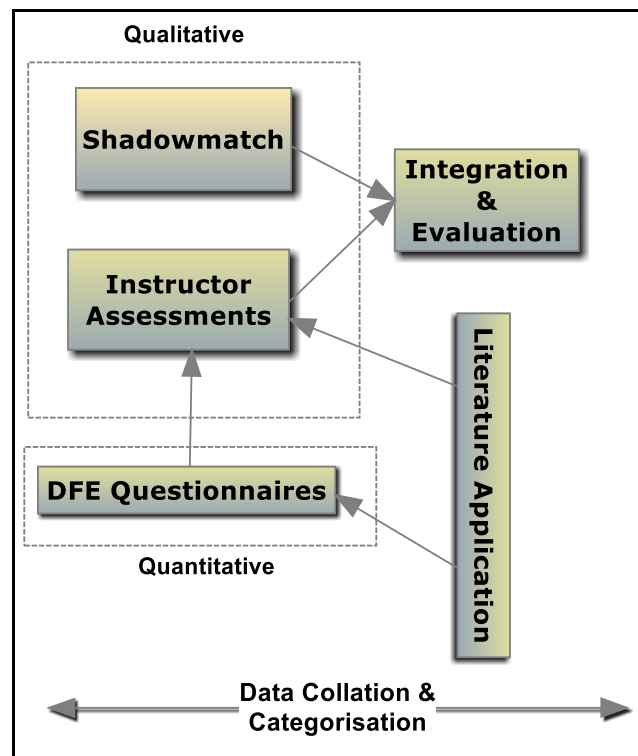 Qualitative
Shadowmatch
Integration
&
Evaluation
Instructor
Assessments
Literature Application
DFE Questionnaires
Quantitative
Data Collation &
Categorisation